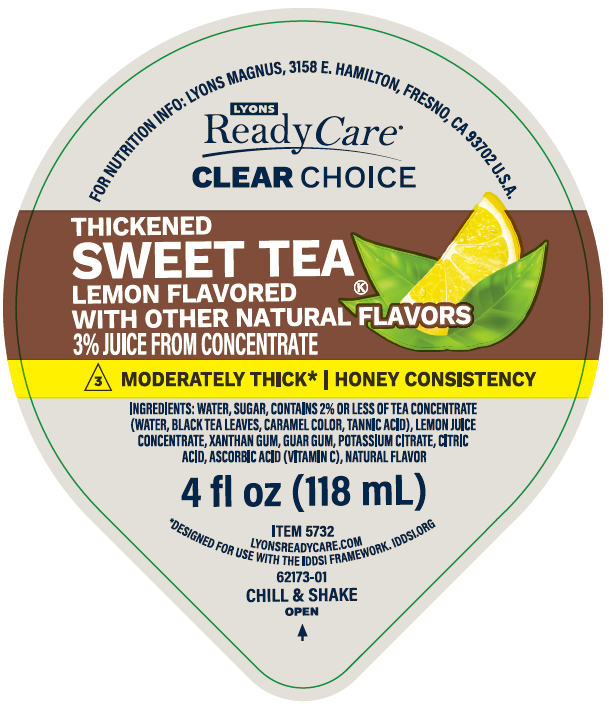 FOR NUTRITION INFO: LYONS MAGNUS, 3158 E. HAMILTON, FRESNO, CA 93702 U.S.A.
LYONS
ReadyCare®
CLEAR CHOICE
THICKENED
SWEET TEA
LEMON FLAVORED
K
WITH OTHER NATURAL FLAVORS
3% JUICE FROM CONCENTRATE
3 MODERATELY THICK* | HONEY CONSISTENCY
INGREDIENTS: WATER, SUGAR, CONTAINS 2% OR LESS OF TEA CONCENTRATE
(WATER, BLACK TEA LEAVES, CARAMEL COLOR, TANNIC ACID), LEMON JUICE
CONCENTRATE, XANTHAN GUM, GUAR GUM, POTASSIUM CITRATE, CITRIC
ACID, ASCORBIC ACID (VITAMIN C), NATURAL FLAVOR
4 fl oz (118 mL)
ITEM 5732
LYONSREADYCARE.COM
*DESIGNED FOR USE WITH THE IDDSI FRAMEWORK. IDDSI.ORG
62173-01
CHILL & SHAKE
OPEN